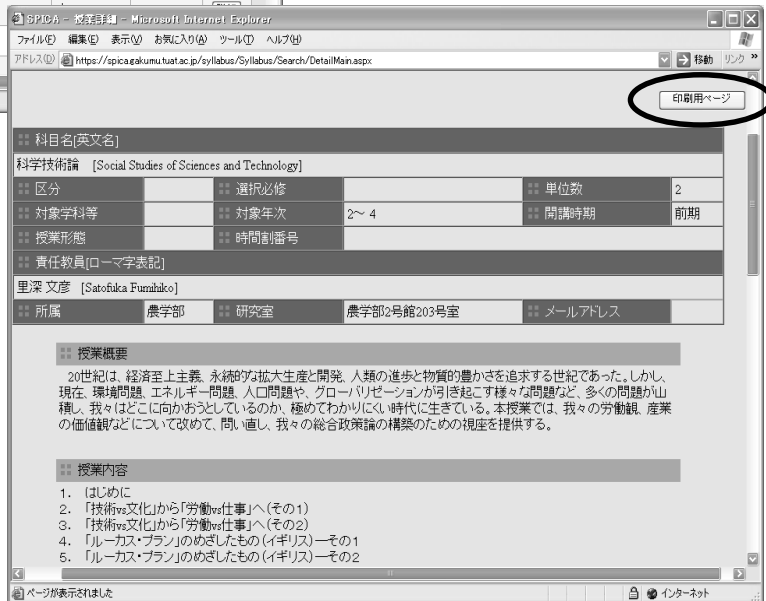 SPICA - 授業詳細 - Microsoft Internet Explorer
ファイル(F) 編集(E) 表示(V) お気に入り(A) ツール(T) ヘルプ(H)
アドレス(D) https://spica.gakumu.tuat.ac.jp/syllabus/Syllabus/Search/DetailMain.aspx 移動 リンク »
印刷用ページ
科目名[英文名]
科学技術論 [Social Studies of Sciences and Technology]
区分 選択必修 単位数 2
対象学科等 対象年次 2～ 4 開講時期 前期
授業形態 時間割番号
責任教員[ローマ字表記]
里深 文彦 [Satofuka Fumihiko]
所属 農学部 研究室 農学部2号館203号室 メールアドレス
授業概要
20世紀は、経済至上主義、永続的な拡大生産と開発、人類の進歩と物質的豊かさを追求する世紀であった。しかし、
現在、環境問題、エネルギー問題、人口問題や、グローバリゼーションが引き起こす様々な問題など、多くの問題が山
積し、我々はどこに向かおうとしているのか、極めてわかりにくい時代に生きている。本授業では、我々の労働観、産業
の価値観などについて改めて、問い直し、我々の総合政策論の構築のための視座を提供する。
授業内容
1. はじめに
2. 「技術vs文化」から「労働vs仕事」へ(その1)
3. 「技術vs文化」から「労働vs仕事」へ(その2)
4. 「ルーカス・プラン」のめざしたもの(イギリス)―その1
5. 「ルーカス・プラン」のめざしたもの(イギリス)―その2
ページが表示されました インターネット